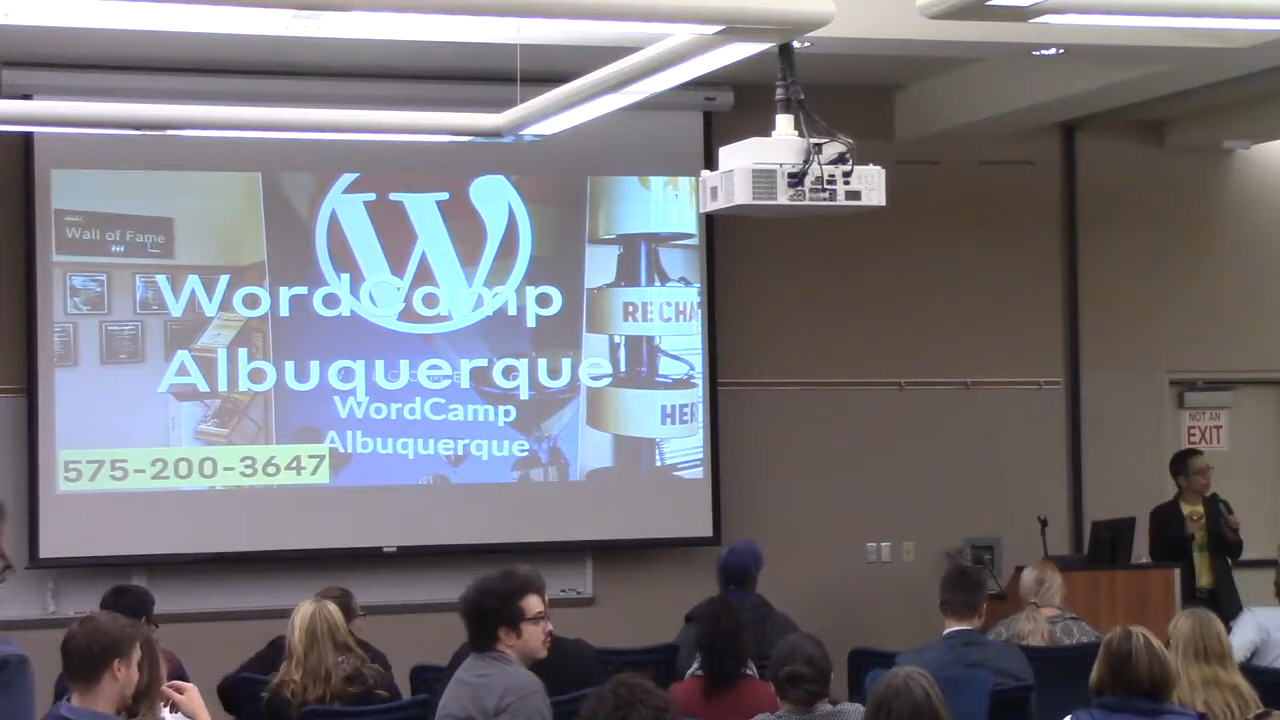 Wall of Fame
W
WordCamp
Albuquerque
WordCamp
Albuquerque
575-200-3647
RECHA
HER
NOT AN
EXIT